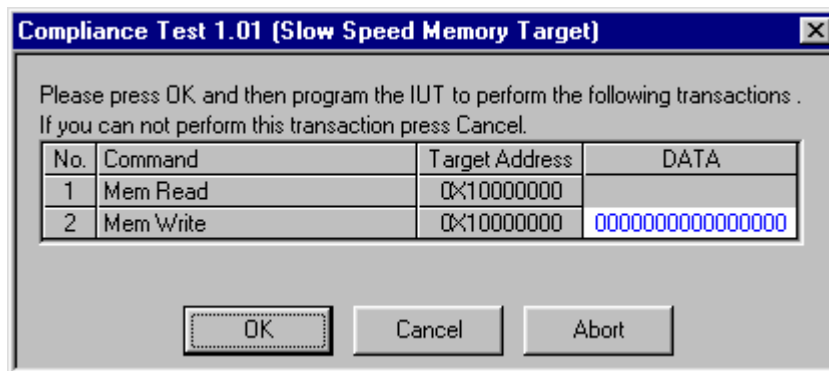 Compliance Test 1.01 (Slow Speed Memory Target)
Please press OK and then program the IUT to perform the following transactions .
If you can not perform this transaction press Cancel.
No. Command Target Address DATA
1 Mem Read 0X10000000
2 Mem Write 0X10000000 0000000000000000
OK Cancel Abort